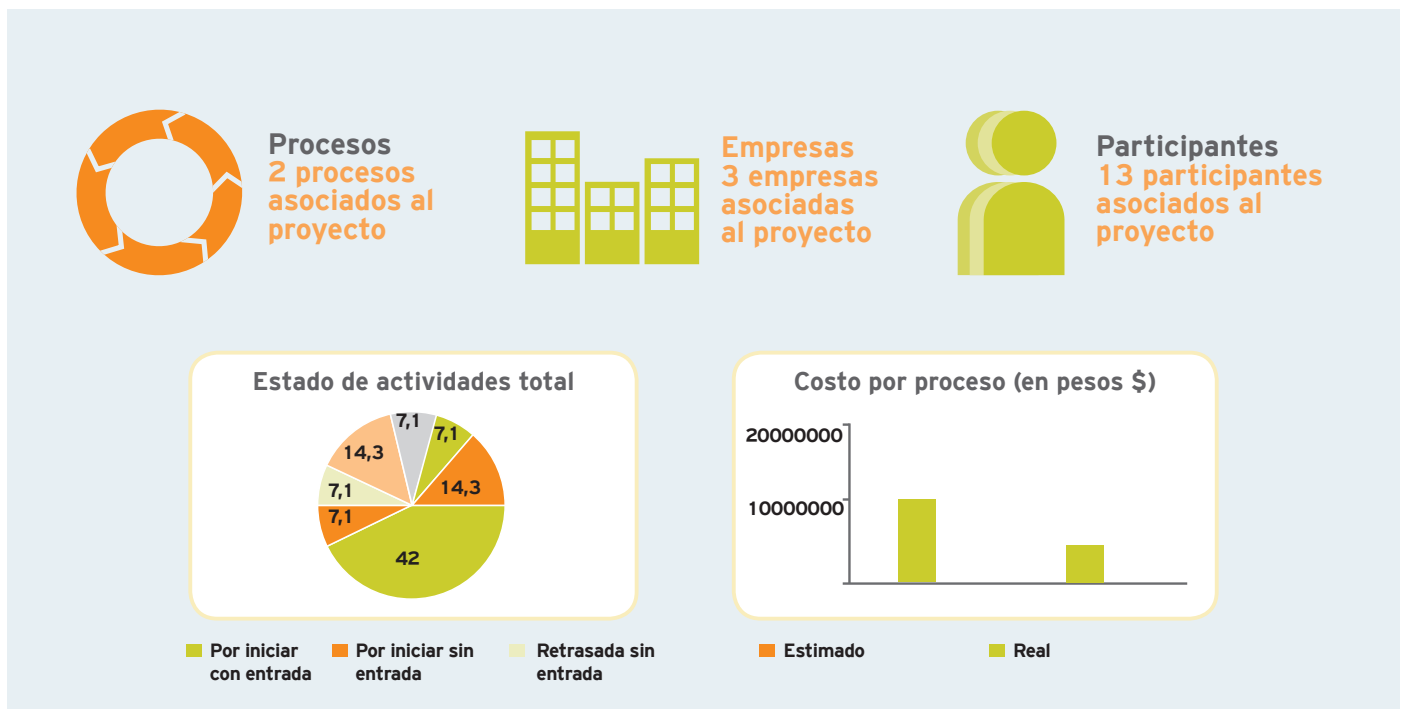 Procesos
2 procesos
asociados al
proyecto
Empresas
3 empresas
asociadas
al proyecto
Participantes
13 participantes
asociados al
proyecto
Estado de actividades total
7,1
7,1
14,3
14,3
7,1
7,1
42
Costo por proceso (en pesos $)
20000000
10000000
Por iniciar
con entrada
Por iniciar sin
entrada
Retrasada sin
entrada
Estimado
Real